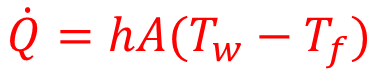 Q̇ = hA(T_w − T_f)